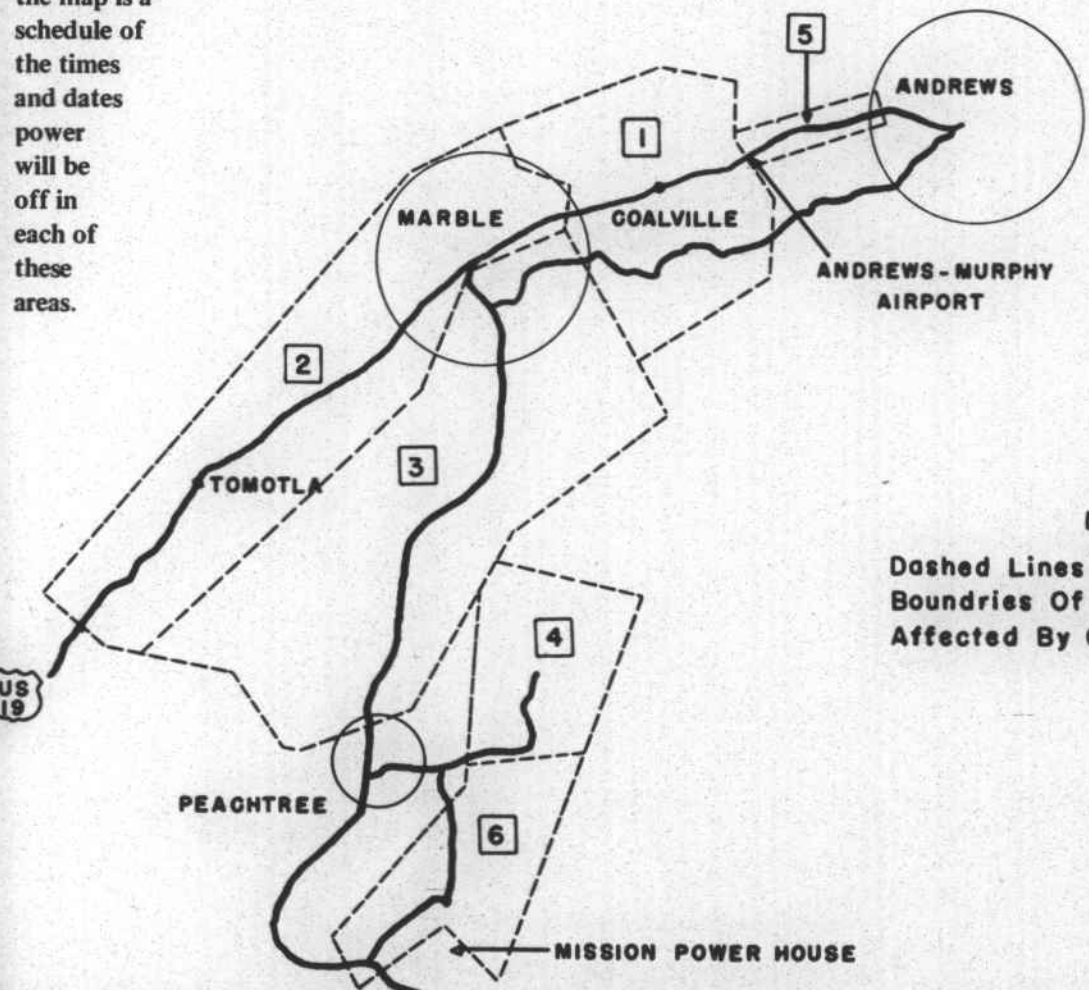 the map is a
schedule of
the times
and dates
power
will be
off in
each of
these
areas.
5
ANDREWS
1
MARBLE
COALVILLE
ANDREWS-MURPHY
AIRPORT
2
3
TOMOTLA
Dashed Lines
Boundries Of
Affected By
4
US
19
PEACHTREE
6
MISSION POWER HOUSE